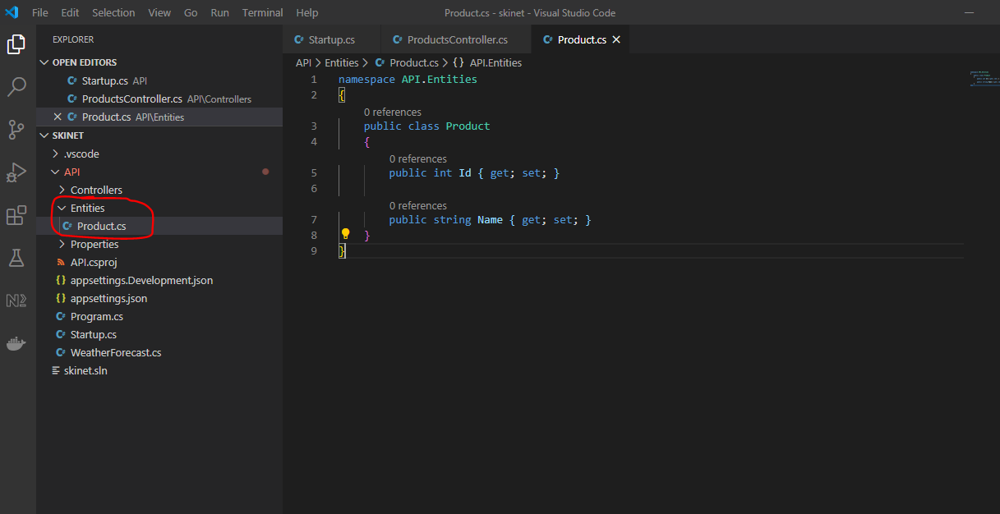 File Edit Selection View Go Run Terminal Help Product.cs - skinet - Visual Studio Code
EXPLORER
OPEN EDITORS
C# Startup.cs API
C# ProductsController.cs API\Controllers
C# Product.cs API\Entities
SKINET
.vscode
API
Controllers
Entities
C# Product.cs
Properties
API.csproj
{} appsettings.Development.json
{} appsettings.json
C# Program.cs
C# Startup.cs
C# WeatherForecast.cs
skinet.sln
C# Startup.cs C# ProductsController.cs C# Product.cs
API > Entities > C# Product.cs > {} API.Entities
1 namespace API.Entities
2 {
0 references
3 public class Product
4 {
0 references
5 public int Id { get; set; }
6
0 references
7 public string Name { get; set; }
8 }
9 }